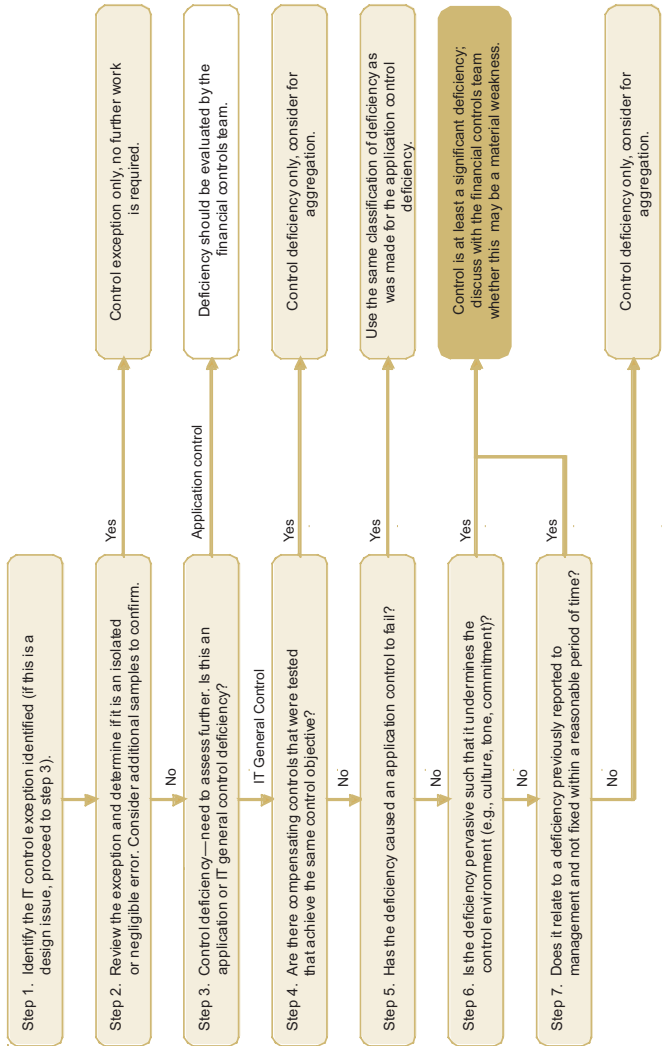 Step 1. Identify the IT control exception identified (if this is a
design issue, proceed to step 3).
Step 2. Review the exception and determine if it is an isolated
or negligible error. Consider additional samples to confirm.
Yes
Control exception only, no further work
is required.
No
Step 3. Control deficiency—need to assess further. Is this an
application or IT general control deficiency?
Application control
Deficiency should be evaluated by the
financial controls team.
IT General Control
Step 4. Are there compensating controls that were tested
that achieve the same control objective?
Yes
Control deficiency only, consider for
aggregation.
No
Step 5. Has the deficiency caused an application control to fail?
Yes
Use the same classification of deficiency as
was made for the application control
deficiency.
No
Step 6. Is the deficiency pervasive such that it undermines the
control environment (e.g., culture, tone, commitment)?
Yes
Control is at least a significant deficiency;
discuss with the financial controls team
whether this may be a material weakness.
No
Step 7. Does it relate to a deficiency previously reported to
management and not fixed within a reasonable period of time?
Yes
No
Control deficiency only, consider for
aggregation.